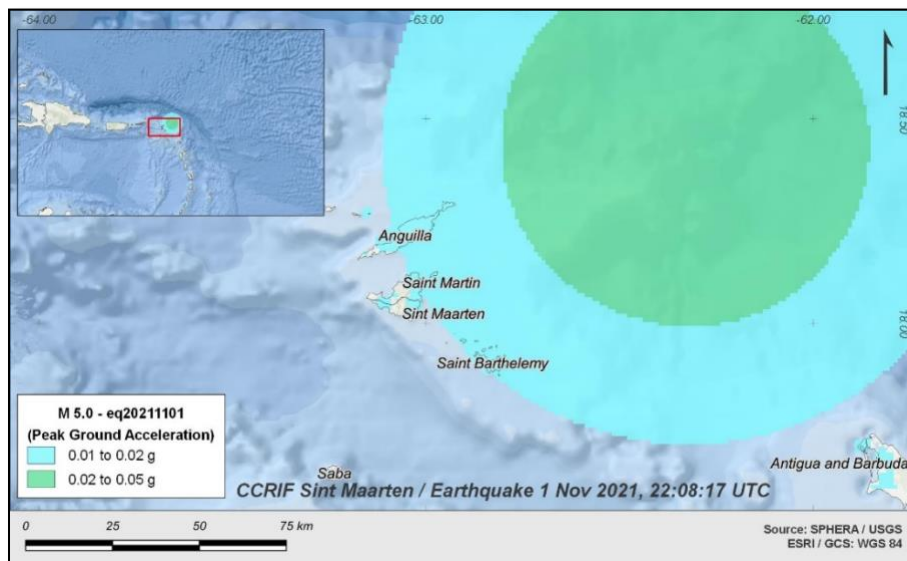 -64.00
-63.00
-62.00
18.50
Anguilla
Saint Martin
Sint Maarten
18.00
Saint Barthelemy
M 5.0 - eq20211101
(Peak Ground Acceleration)
0.01 to 0.02 g
0.02 to 0.05 g
Antigua and Barbuda
Saba
CCRIF Sint Maarten / Earthquake 1 Nov 2021, 22:08:17 UTC
0 25 50 75 km
Source: SPHERA / USGS
ESRI / GCS: WGS 84